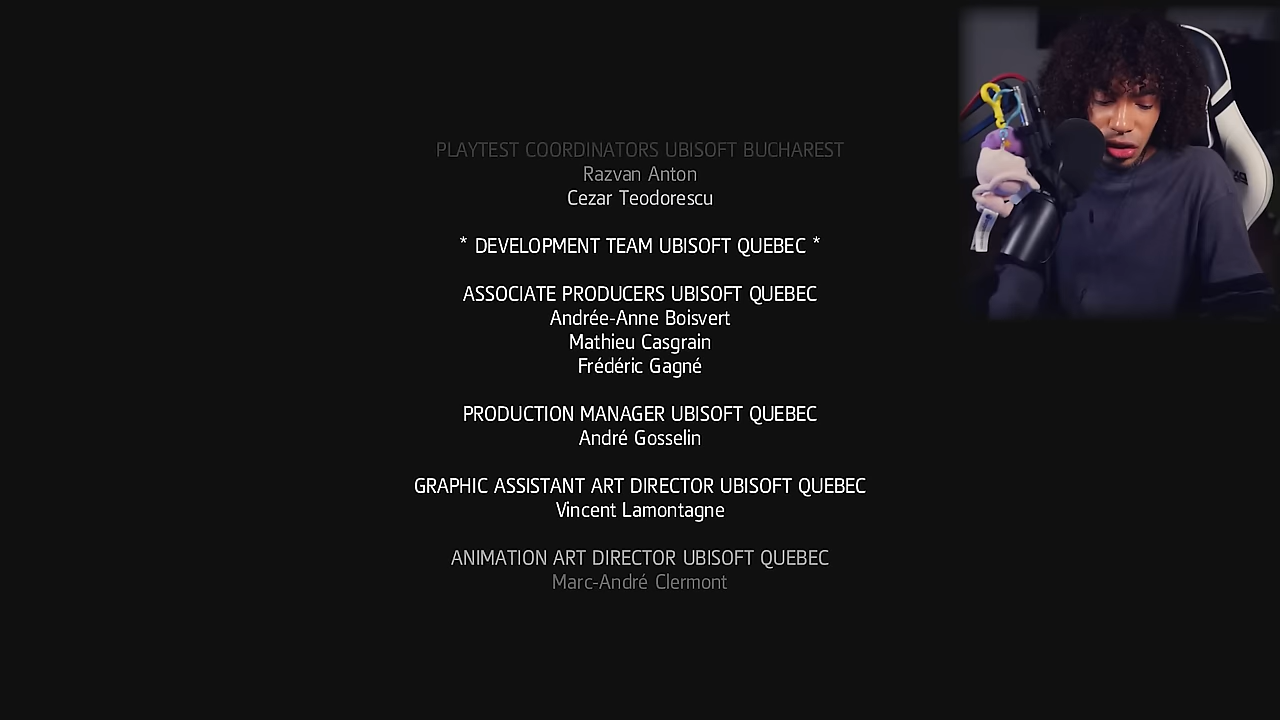 PLAYTEST COORDINATORS UBISOFT BUCHAREST
Razvan Anton
Cezar Teodorescu
* DEVELOPMENT TEAM UBISOFT QUEBEC *
ASSOCIATE PRODUCERS UBISOFT QUEBEC
Andrée-Anne Boisvert
Mathieu Casgrain
Frédéric Gagné
PRODUCTION MANAGER UBISOFT QUEBEC
André Gosselin
GRAPHIC ASSISTANT ART DIRECTOR UBISOFT QUEBEC
Vincent Lamontagne
ANIMATION ART DIRECTOR UBISOFT QUEBEC
Marc-André Clermont